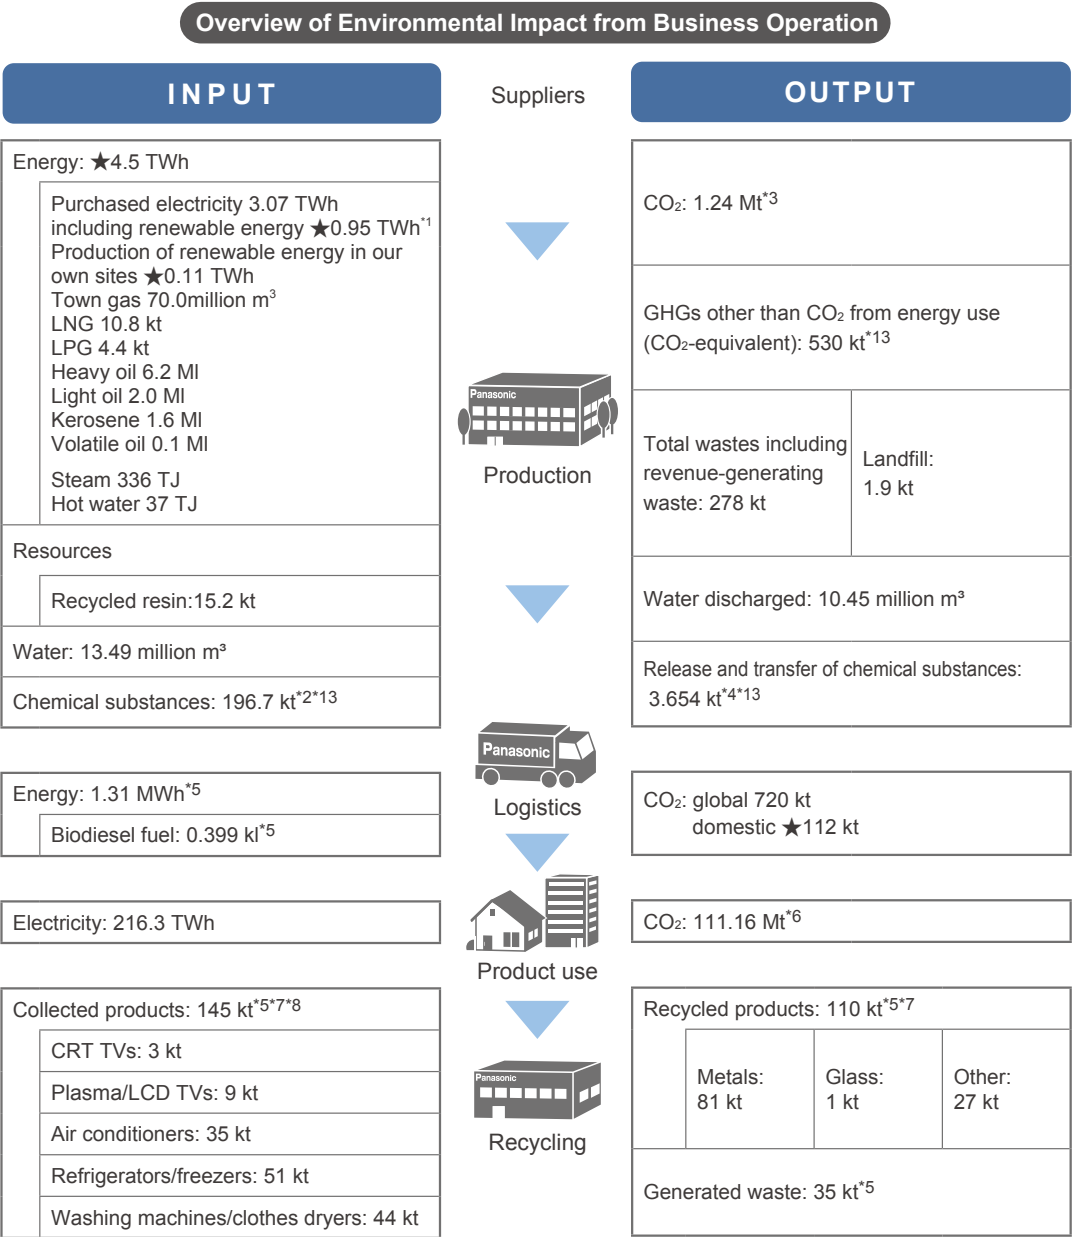 Overview of Environmental Impact from Business Operation
INPUT
Suppliers
OUTPUT
Energy: ★4.5 TWh
Purchased electricity 3.07 TWh
including renewable energy ★0.95 TWh*1
Production of renewable energy in our
own sites ★0.11 TWh
Town gas 70.0million m3
LNG 10.8 kt
LPG 4.4 kt
Heavy oil 6.2 Ml
Light oil 2.0 Ml
Kerosene 1.6 Ml
Volatile oil 0.1 Ml
Steam 336 TJ
Hot water 37 TJ
Resources
Recycled resin:15.2 kt
Water: 13.49 million m³
Chemical substances: 196.7 kt*2*13
Panasonic
Production
CO2: 1.24 Mt*3
GHGs other than CO2 from energy use
(CO2-equivalent): 530 kt*13
Total wastes including
revenue-generating
waste: 278 kt
Landfill:
1.9 kt
Water discharged: 10.45 million m³
Release and transfer of chemical substances:
3.654 kt*4*13
Energy: 1.31 MWh*5
Biodiesel fuel: 0.399 kl*5
Panasonic
Logistics
CO2: global 720 kt
domestic ★112 kt
Electricity: 216.3 TWh
Product use
CO2: 111.16 Mt*6
Collected products: 145 kt*5*7*8
CRT TVs: 3 kt
Plasma/LCD TVs: 9 kt
Air conditioners: 35 kt
Refrigerators/freezers: 51 kt
Washing machines/clothes dryers: 44 kt
Panasonic
Recycling
Recycled products: 110 kt*5*7
Metals:
81 kt
Glass:
1 kt
Other:
27 kt
Generated waste: 35 kt*5